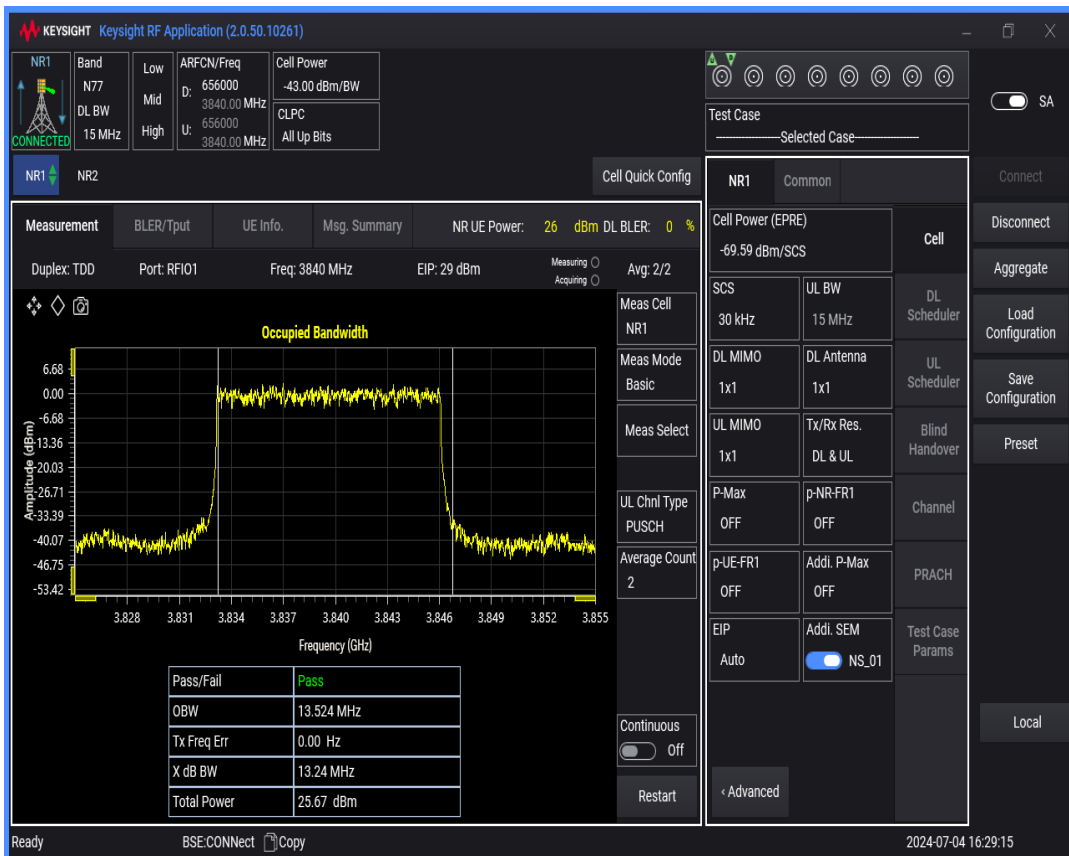 KEYSIGHT Keysight RF Application (2.0.50.10261)
NR1
CONNECTED
Band
N77
DL BW
15 MHz
Low
Mid
High
ARFCN/Freq
D: 656000
3840.00 MHz
U: 656000
3840.00 MHz
Cell Power
-43.00 dBm/BW
CLPC
All Up Bits
Test Case
Selected Case
SA
NR1 NR2 Cell Quick Config
Measurement BLER/Tput UE Info. Msg. Summary NR UE Power: 26 dBm DL BLER: 0 %
Duplex: TDD Port: RFIO1 Freq: 3840 MHz EIP: 29 dBm Measuring Avg: 2/2
Acquiring
Occupied Bandwidth
Amplitude (dBm)
6.68
0.00
-6.68
-13.36
-20.03
-26.71
-33.39
-40.07
-46.75
-53.42
3.828 3.831 3.834 3.837 3.840 3.843 3.846 3.849 3.852 3.855
Frequency (GHz)
Pass/Fail Pass
OBW 13.524 MHz
Tx Freq Err 0.00 Hz
X dB BW 13.24 MHz
Total Power 25.67 dBm
Meas Cell
NR1
Meas Mode
Basic
Meas Select
UL Chnl Type
PUSCH
Average Count
2
Continuous
Off
Restart
NR1 Common
Cell Power (EPRE)
-69.59 dBm/SCS
SCS
30 kHz
UL BW
15 MHz
DL MIMO
1x1
DL Antenna
1x1
UL MIMO
1x1
Tx/Rx Res.
DL & UL
P-Max
OFF
p-NR-FR1
OFF
p-UE-FR1
OFF
Addi. P-Max
OFF
EIP
Auto
Addi. SEM
NS_01
‹ Advanced
Cell
DL
Scheduler
UL
Scheduler
Blind
Handover
Channel
PRACH
Test Case
Params
Connect
Disconnect
Aggregate
Load
Configuration
Save
Configuration
Preset
Local
Ready BSE:CONNect Copy 2024-07-04 16:29:15